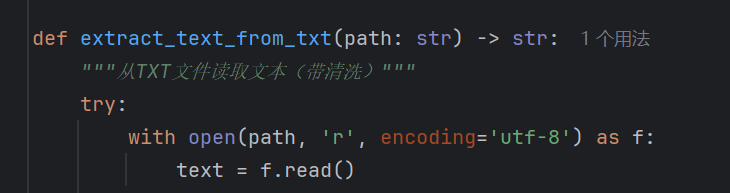 def extract_text_from_txt(path: str) -> str: 1个用法
"""从TXT文件读取文本（带清洗）"""
try:
with open(path, 'r', encoding='utf-8') as f:
text = f.read()